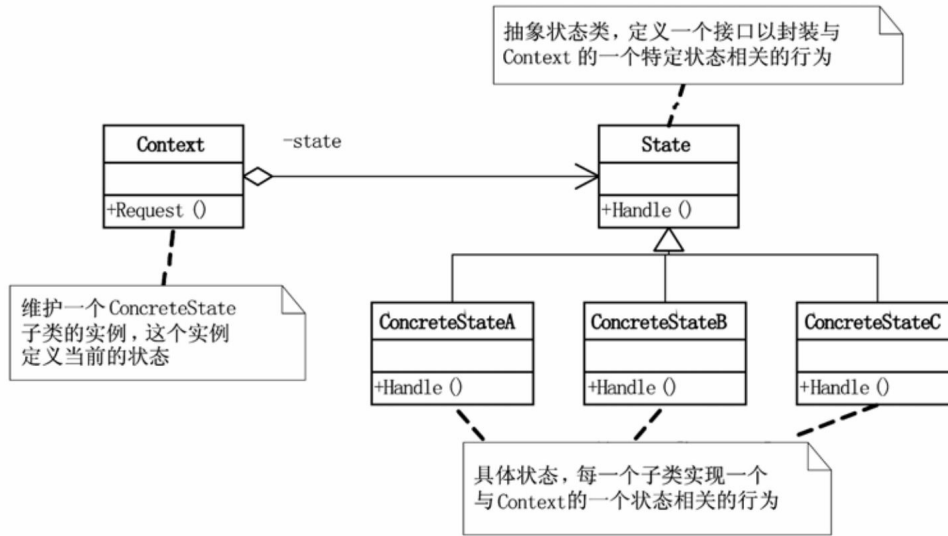 抽象状态类，定义一个接口以封装与
Context 的一个特定状态相关的行为
Context
-state
State
+Request ()
+Handle ()
维护一个 ConcreteState
子类的实例，这个实例
定义当前的状态
ConcreteStateA
ConcreteStateB
ConcreteStateC
+Handle ()
+Handle ()
+Handle ()
具体状态，每一个子类实现一个
与Context的一个状态相关的行为